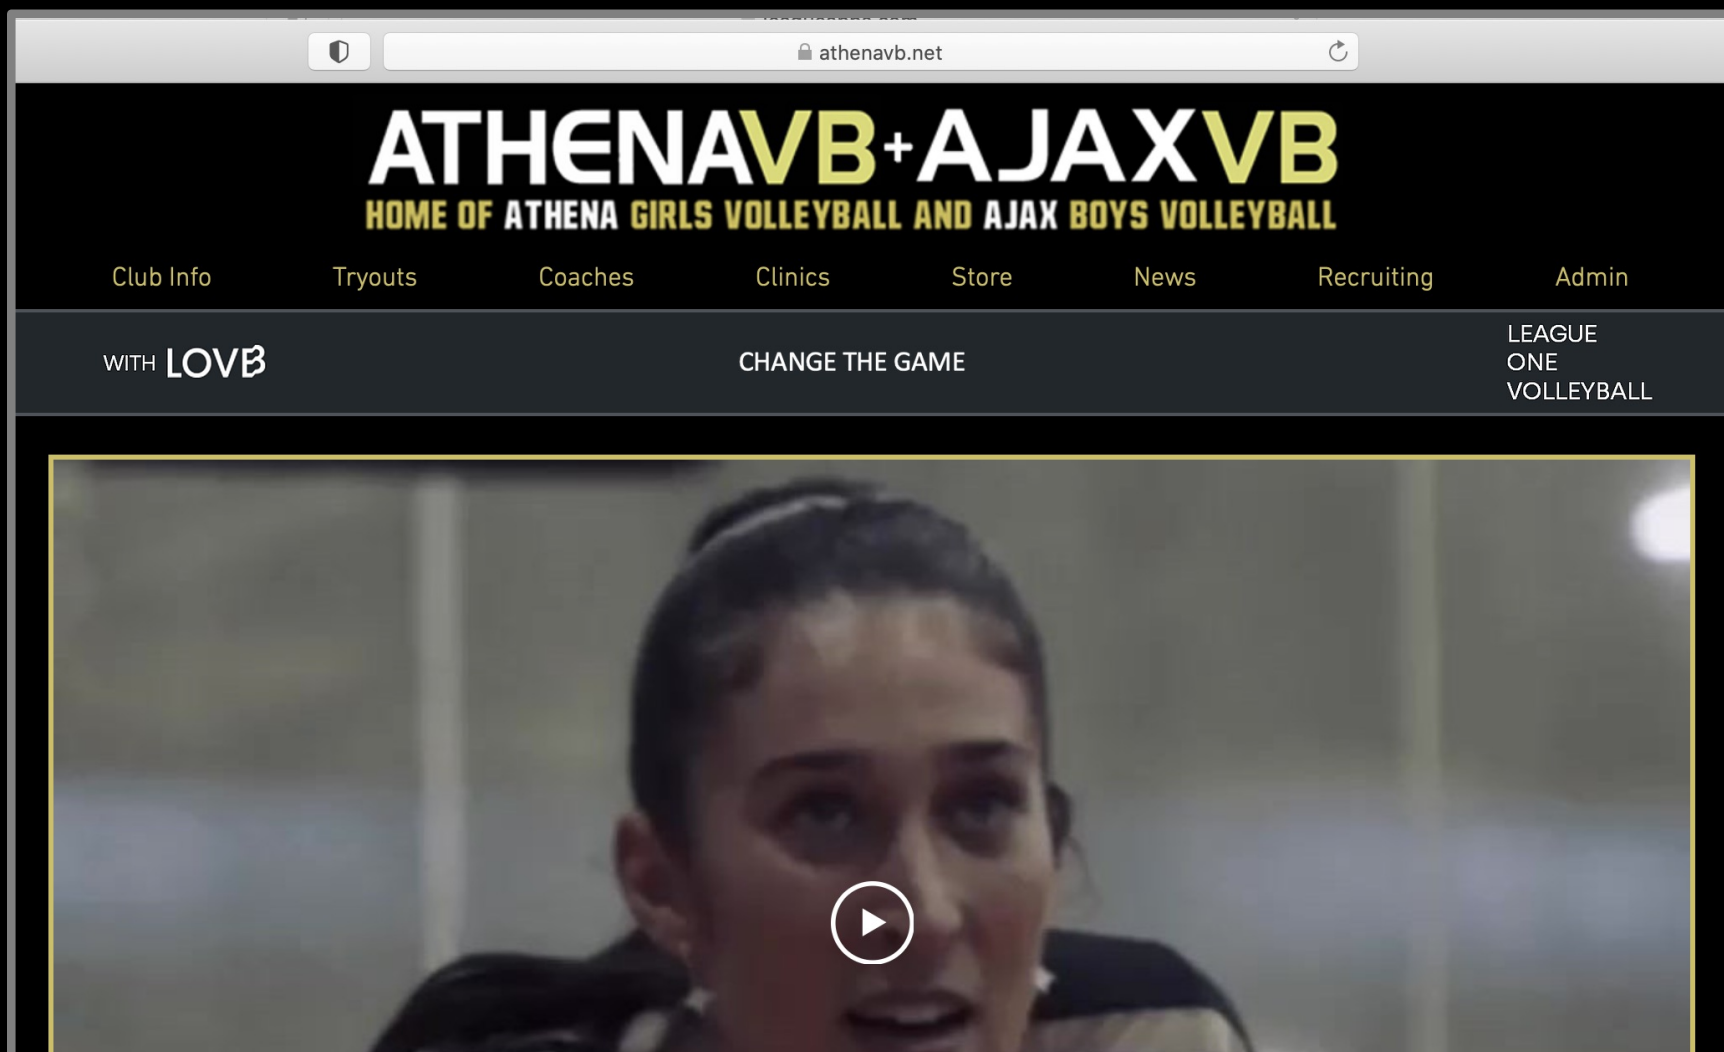 athenavb.net
ATHENAVB+AJAXVB
HOME OF ATHENA GIRLS VOLLEYBALL AND AJAX BOYS VOLLEYBALL
Club Info Tryouts Coaches Clinics Store News Recruiting Admin
WITH LOVB
CHANGE THE GAME
LEAGUE
ONE
VOLLEYBALL